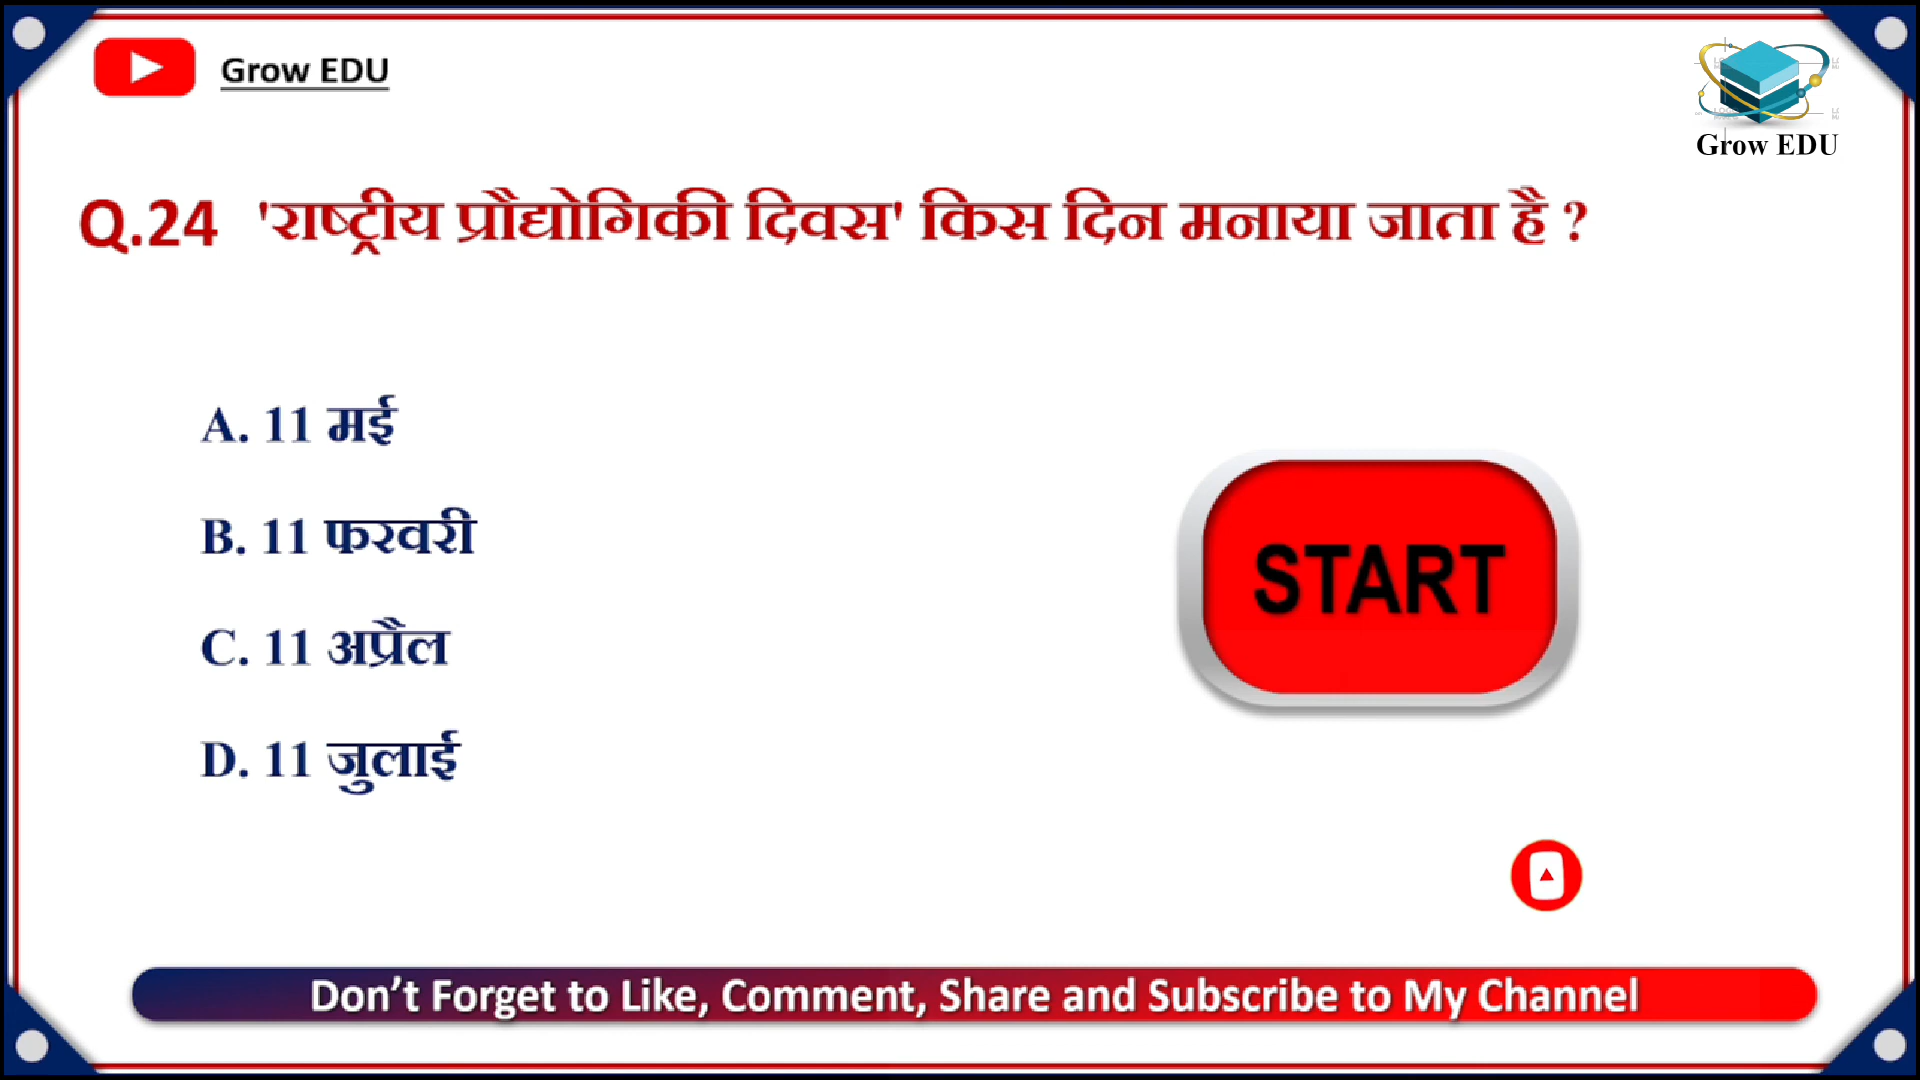 Grow EDU
Grow EDU
Q.24 'राष्ट्रीय प्रौद्योगिकी दिवस' किस दिन मनाया जाता है ?
A. 11 मई
B. 11 फरवरी
C. 11 अप्रैल
D. 11 जुलाई
START
Don’t Forget to Like, Comment, Share and Subscribe to My Channel